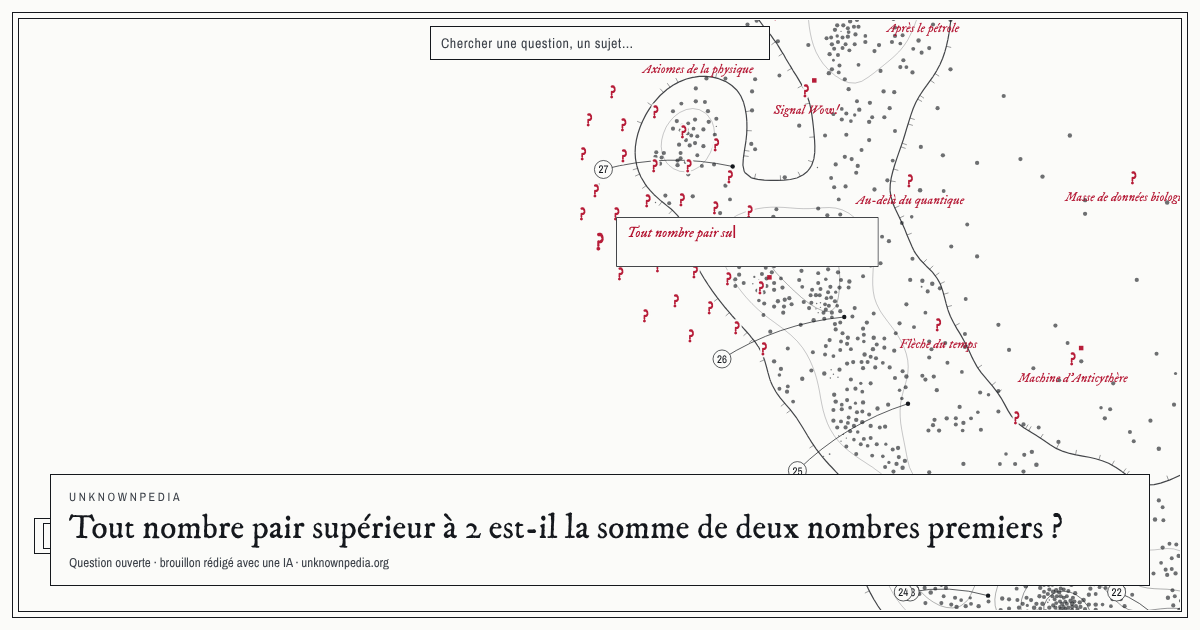 Chercher une question, un sujet…
Après le pétrole
Axiomes de la physique
Signal Wow!
27
Au-delà du quantique
Masse de données biologi
Tout nombre pair su
Flèche du temps
26
Machine d'Anticythère
25
UNKNOWNPEDIA
Tout nombre pair supérieur à 2 est-il la somme de deux nombres premiers ?
Question ouverte · brouillon rédigé avec une IA · unknownpedia.org
24
22